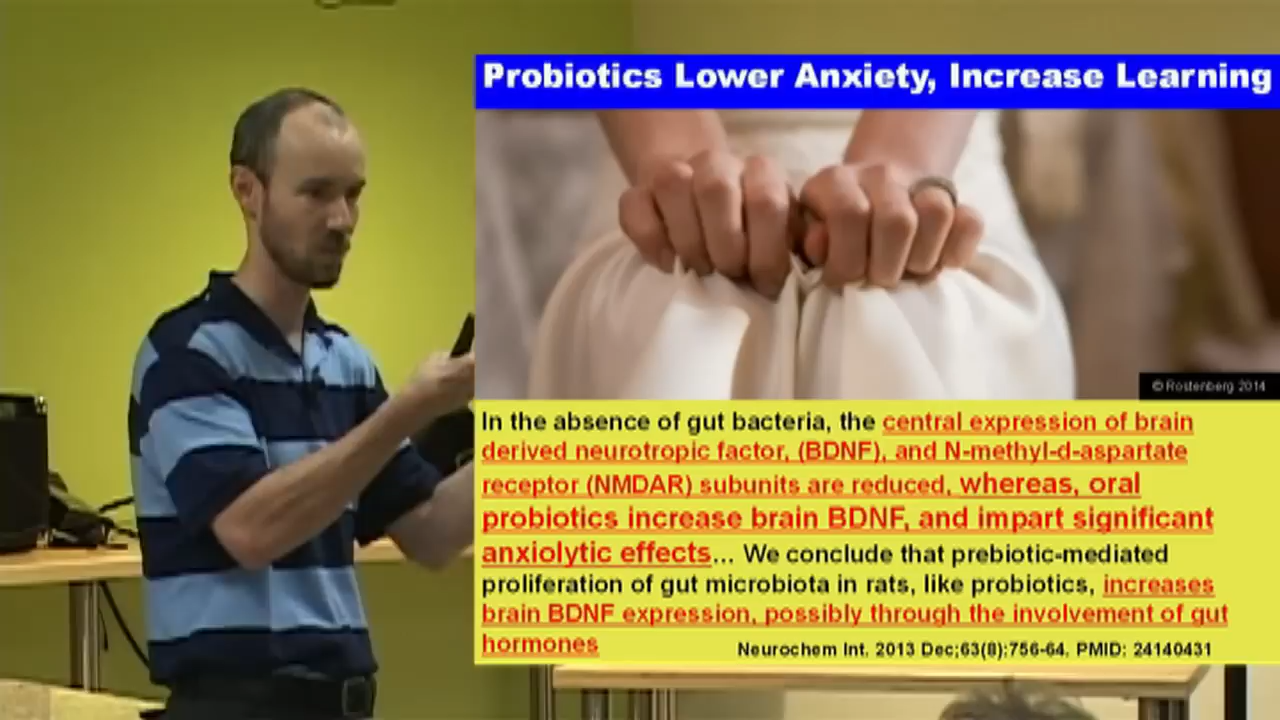 Probiotics Lower Anxiety, Increase Learning
© Rostenberg 2014
In the absence of gut bacteria, the central expression of brain
derived neurotropic factor, (BDNF), and N-methyl-d-aspartate
receptor (NMDAR) subunits are reduced, whereas, oral
probiotics increase brain BDNF, and impart significant
anxiolytic effects... We conclude that prebiotic-mediated
proliferation of gut microbiota in rats, like probiotics, increases
brain BDNF expression, possibly through the involvement of gut
hormones
Neurochem Int. 2013 Dec;63(8):756-64. PMID: 24140431